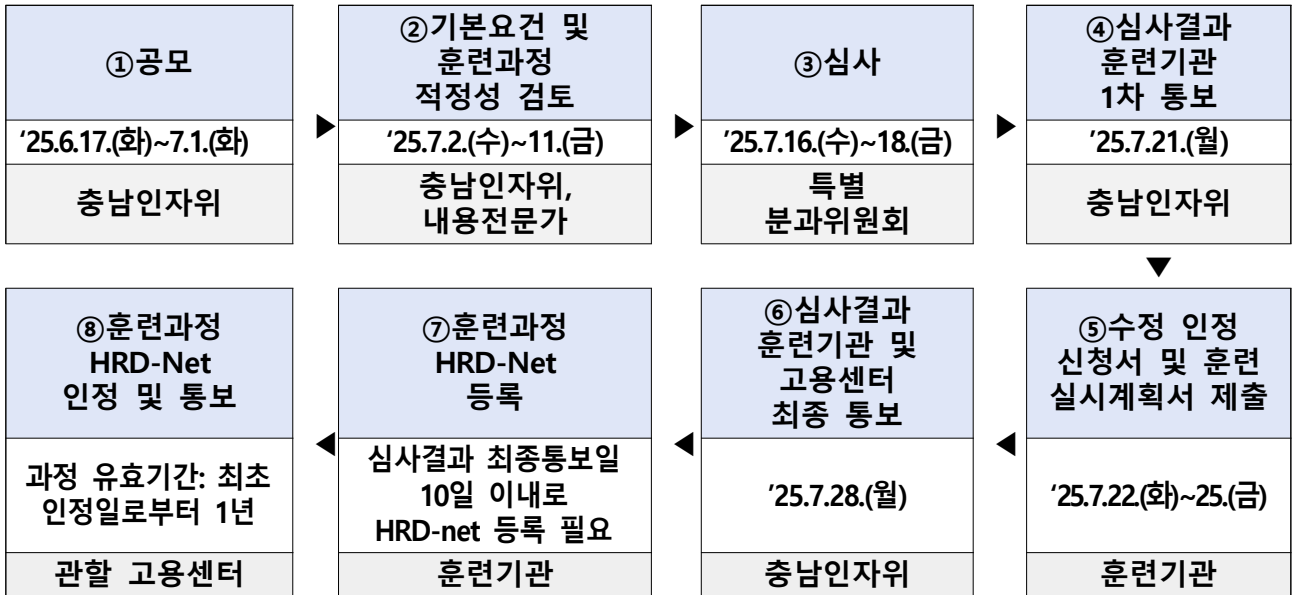 ①공모
'25.6.17.(화)~7.1.(화)
충남인자위
▶
②기본요건 및
훈련과정
적정성 검토
'25.7.2.(수)~11.(금)
충남인자위,
내용전문가
▶
③심사
'25.7.16.(수)~18.(금)
특별
분과위원회
▶
④심사결과
훈련기관
1차 통보
'25.7.21.(월)
충남인자위
▼
⑤수정 인정
신청서 및 훈련
실시계획서 제출
'25.7.22.(화)~25.(금)
훈련기관
◀
⑥심사결과
훈련기관 및
고용센터
최종 통보
'25.7.28.(월)
충남인자위
◀
⑦훈련과정
HRD-Net
등록
심사결과 최종통보일
10일 이내로
HRD-net 등록 필요
훈련기관
◀
⑧훈련과정
HRD-Net
인정 및 통보
과정 유효기간: 최초
인정일로부터 1년
관할 고용센터